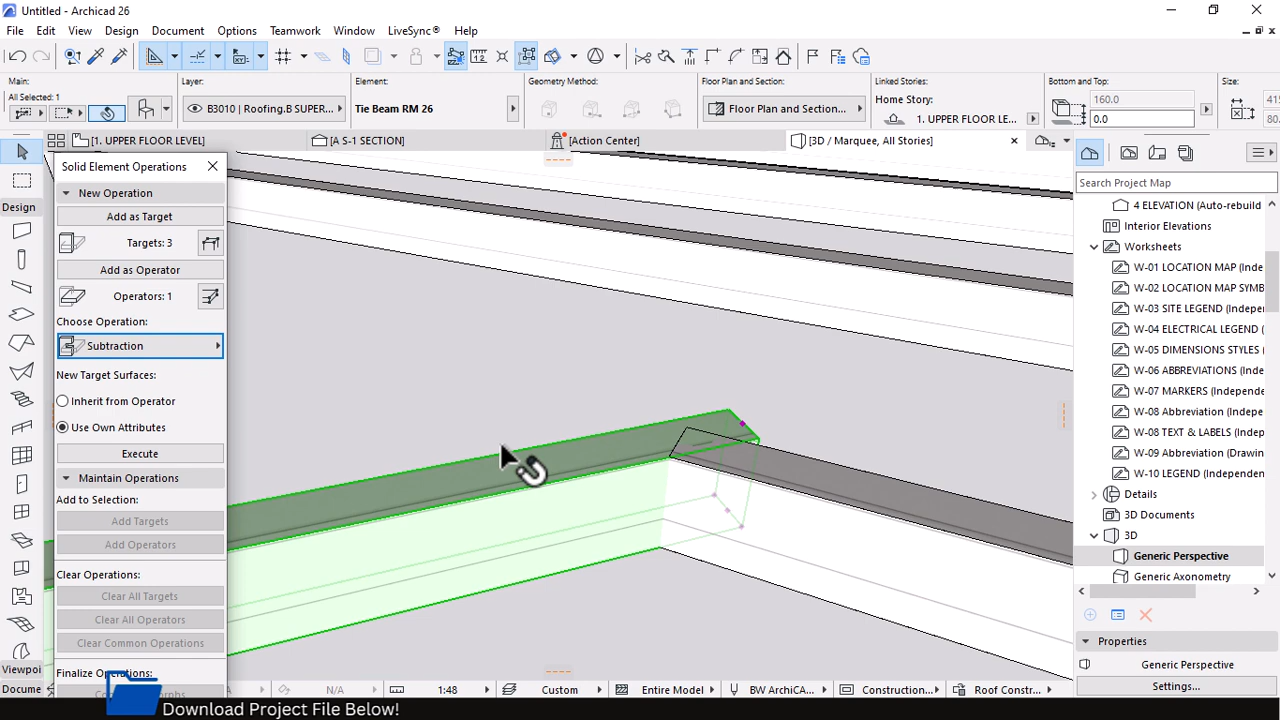 Untitled - Archicad 26
File Edit View Design Document Options Teamwork Window LiveSync® Help
Main: Layer: Element: Geometry Method: Floor Plan and Section: Linked Stories: Bottom and Top: Size:
All Selected: 1
B3010 | Roofing.B SUPER...
Tie Beam RM 26
Floor Plan and Section...
Home Story:
1. UPPER FLOOR LE...
160.0
0.0
[1. UPPER FLOOR LEVEL] [A S-1 SECTION] [Action Center] [3D / Marquee, All Stories]
Solid Element Operations
New Operation
Add as Target
Targets: 3
Add as Operator
Operators: 1
Choose Operation:
Subtraction
New Target Surfaces:
Inherit from Operator
Use Own Attributes
Execute
Maintain Operations
Add to Selection:
Add Targets
Add Operators
Clear Operations:
Clear All Targets
Clear All Operators
Clear Common Operations
Finalize Operations:
Design
Viewpoi
Docume
Search Project Map
4 ELEVATION (Auto-rebuild
Interior Elevations
Worksheets
W-01 LOCATION MAP (Inde
W-02 LOCATION MAP SYMB
W-03 SITE LEGEND (Indepe
W-04 ELECTRICAL LEGEND (
W-05 DIMENSIONS STYLES (
W-06 ABBREVIATIONS (Inde
W-07 MARKERS (Independe
W-08 Abbreviation (Indepen
W-08 TEXT & LABELS (Indep
W-09 Abbreviation (Drawin
W-10 LEGEND (Independent
Details
3D Documents
3D
Generic Perspective
Generic Axonometry
Properties
Generic Perspective
Settings...
N/A 1:48 Custom Entire Model BW ArchiCA... Construction... Roof Constr...
Download Project File Below!